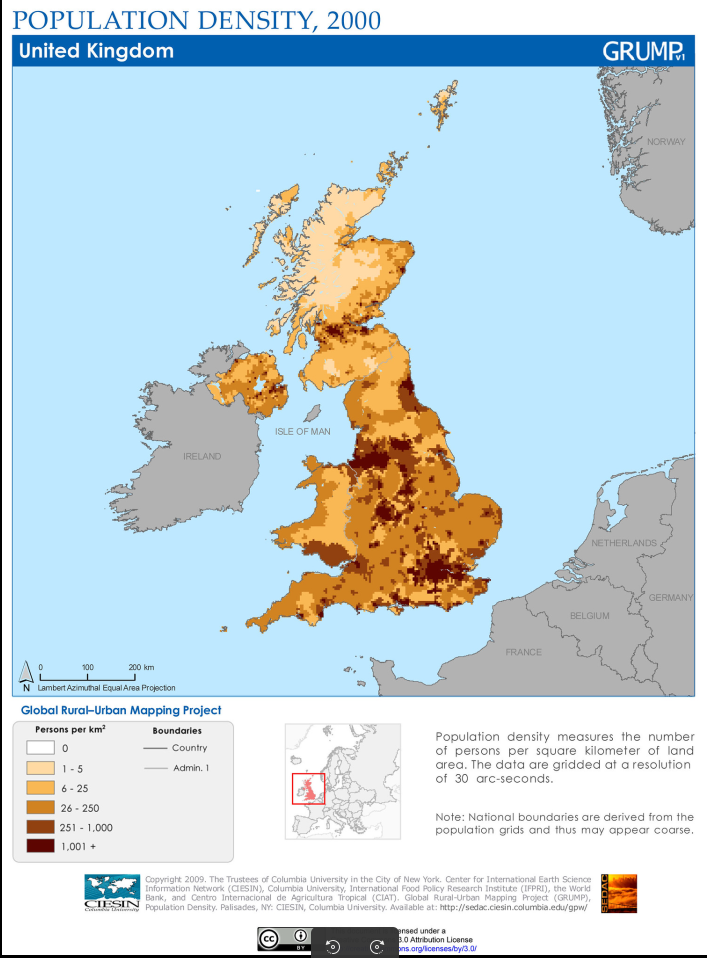 POPULATION DENSITY, 2000
United Kingdom
GRUMPv1
NORWAY
ISLE OF MAN
IRELAND
NETHERLANDS
GERMANY
BELGIUM
FRANCE
0 100 200 km
N Lambert Azimuthal Equal Area Projection
Global Rural–Urban Mapping Project
Persons per km²
0
1 - 5
6 - 25
26 - 250
251 - 1,000
1,001 +
Boundaries
Country
Admin. 1
Population density measures the number
of persons per square kilometer of land
area. The data are gridded at a resolution
of 30 arc-seconds.
Note: National boundaries are derived from the
population grids and thus may appear coarse.
CIESIN
Columbia University
Copyright 2009. The Trustees of Columbia University in the City of New York. Center for International Earth Science
Information Network (CIESIN), Columbia University, International Food Policy Research Institute (IFPRI), the World
Bank, and Centro Internacional de Agricultura Tropical (CIAT). Global Rural-Urban Mapping Project (GRUMP),
Population Density. Palisades, NY: CIESIN, Columbia University. Available at: http://sedac.ciesin.columbia.edu/gpw/
SEDAC
cc
BY
ensed under a
3.0 Attribution License
ons.org/licenses/by/3.0/